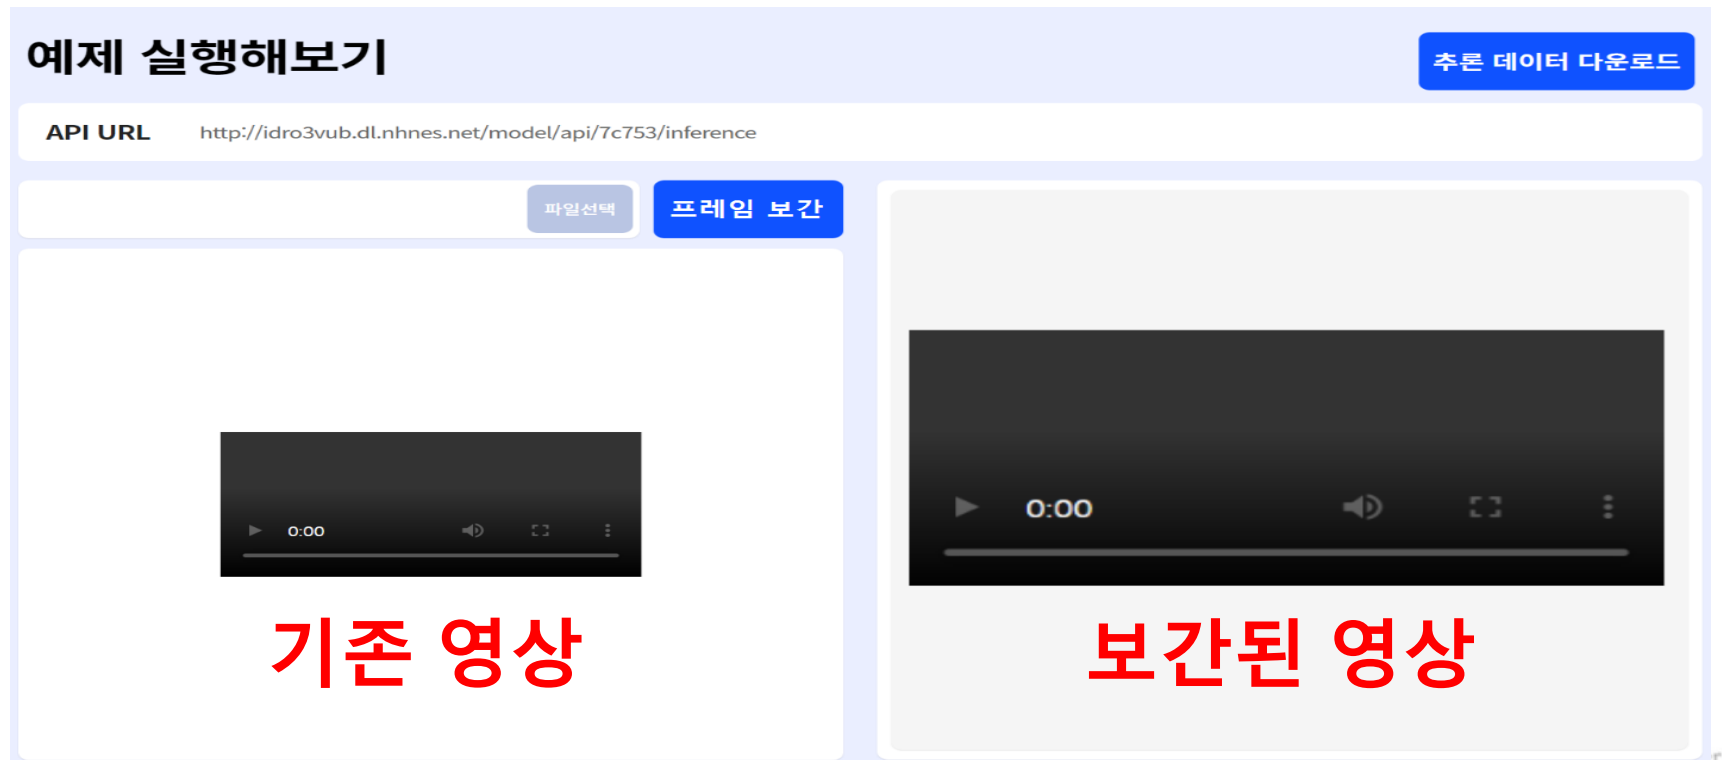 예제 실행해보기
추론 데이터 다운로드
API URL http://idro3vub.dl.nhnes.net/model/api/7c753/inference
파일선택
프레임 보간
0:00
기존 영상
0:00
보간된 영상